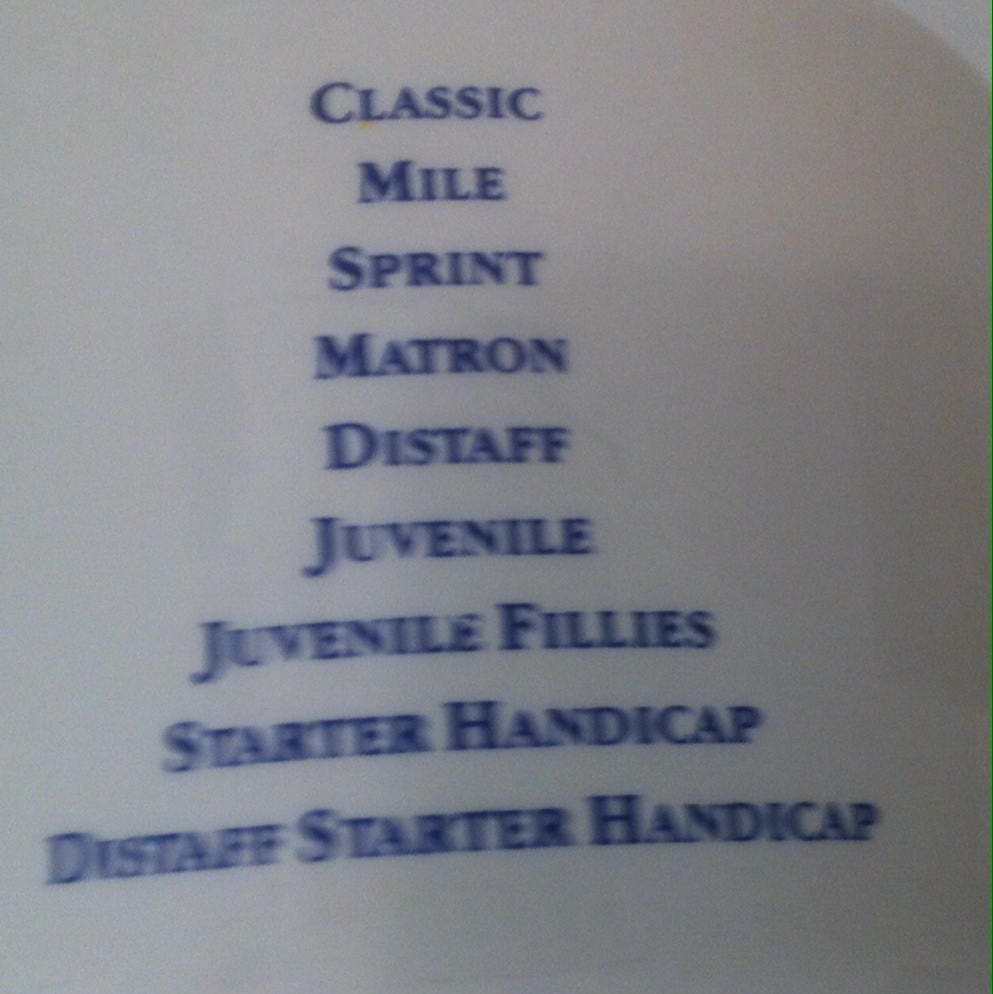 CLASSIC
MILE
SPRINT
MATRON
DISTAFF
JUVENILE
JUVENILE FILLIES
STARTER HANDICAP
DISTAFF STARTER HANDICAP